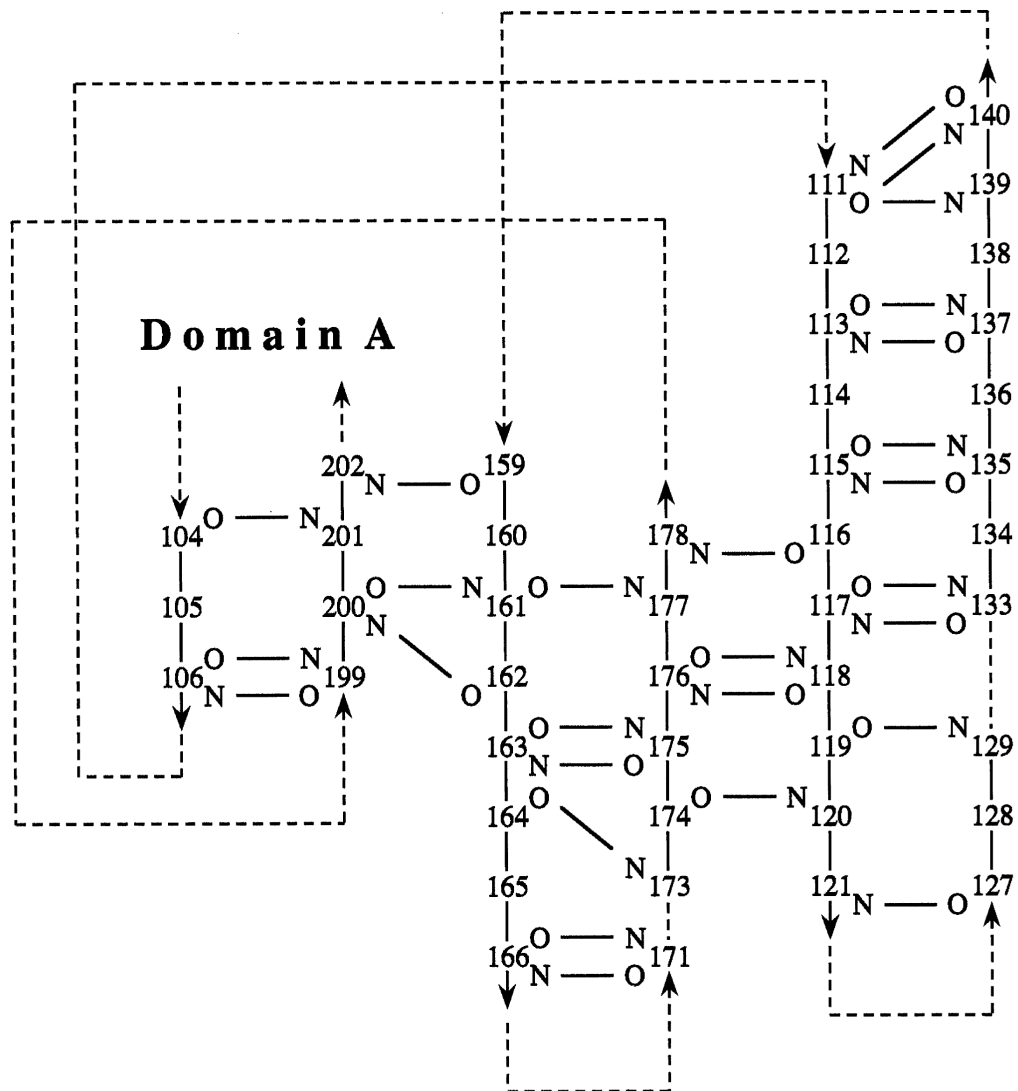 O 140
N
N
111 139
O N
112 138
O N
113 137
N O
Domain A
114 136
O N
202 159 115 135
N O N O
O N
104 201 160 178 116 134
N O
O N O N O N
105 200 161 177 117 133
N N O
O N O N
106 199 162 176 118
N O O N O
O N O N
163 175 119 129
N O
O O N
164 174 120 128
N
165 173 121 127
N O
O N
166 171
N O